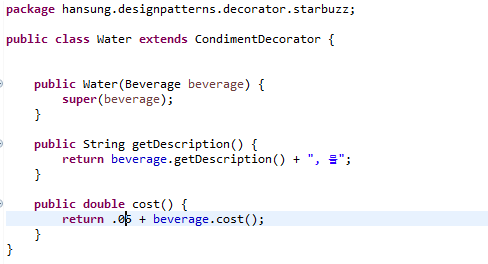 package hansung.designpatterns.decorator.starbuzz;
public class Water extends CondimentDecorator {
public Water(Beverage beverage) {
super(beverage);
}
public String getDescription() {
return beverage.getDescription() + ", 물";
}
public double cost() {
return .05 + beverage.cost();
}
}